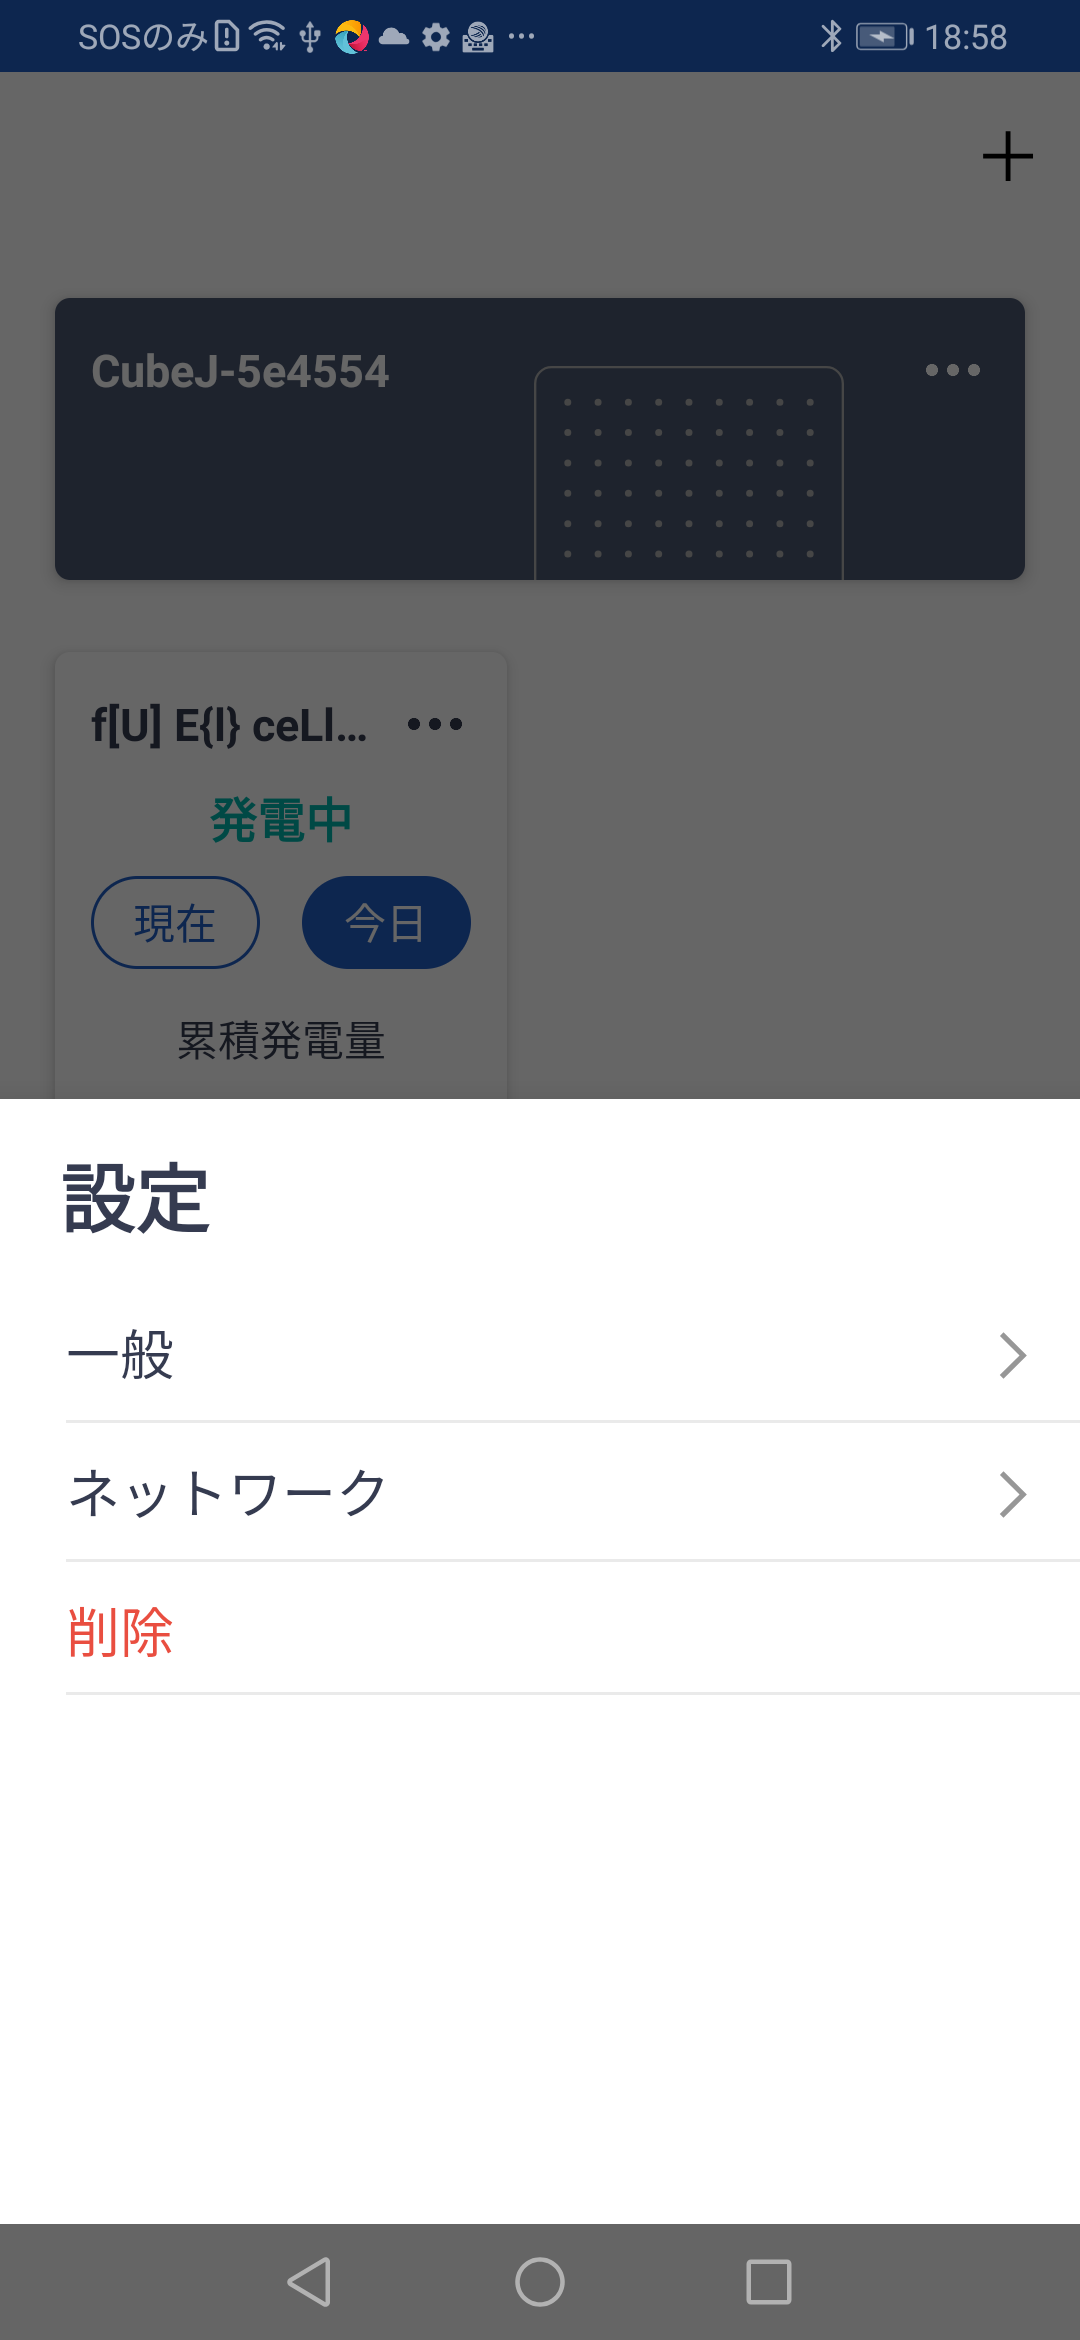 SOSのみ 18:58
CubeJ-5e4554
f[U] E{I} ceLl...
発電中
現在 今日
累積発電量
設定
一般
ネットワーク
削除